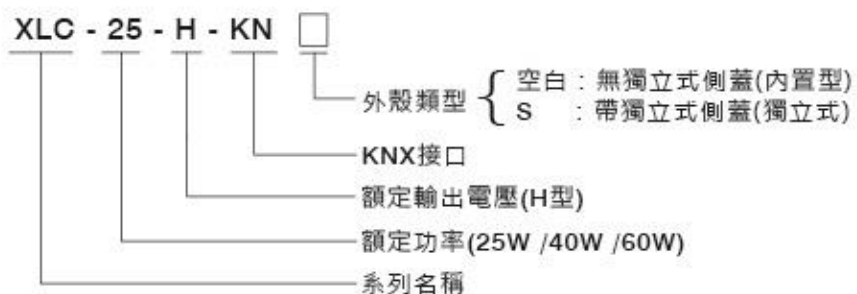 XLC - 25 - H - KN □
外殼類型 { 空白 : 無獨立式側蓋(內置型)
S : 帶獨立式側蓋(獨立式)
KNX接口
額定輸出電壓(H型)
額定功率(25W /40W /60W)
系列名稱